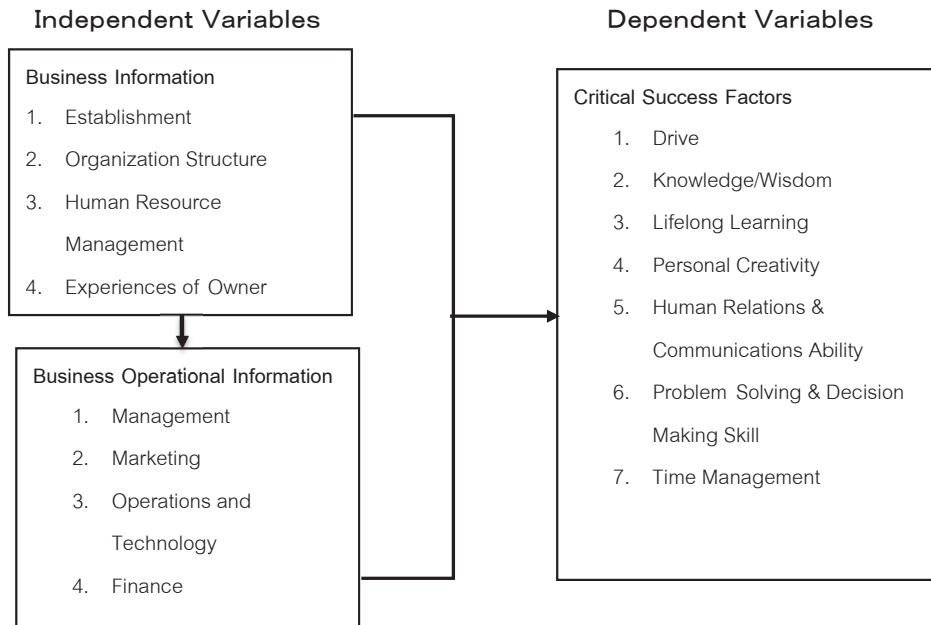 Independent Variables
Business Information
1. Establishment
2. Organization Structure
3. Human Resource
Management
4. Experiences of Owner
Business Operational Information
1. Management
2. Marketing
3. Operations and
Technology
4. Finance
Dependent Variables
Critical Success Factors
1. Drive
2. Knowledge/Wisdom
3. Lifelong Learning
4. Personal Creativity
5. Human Relations &
Communications Ability
6. Problem Solving & Decision
Making Skill
7. Time Management